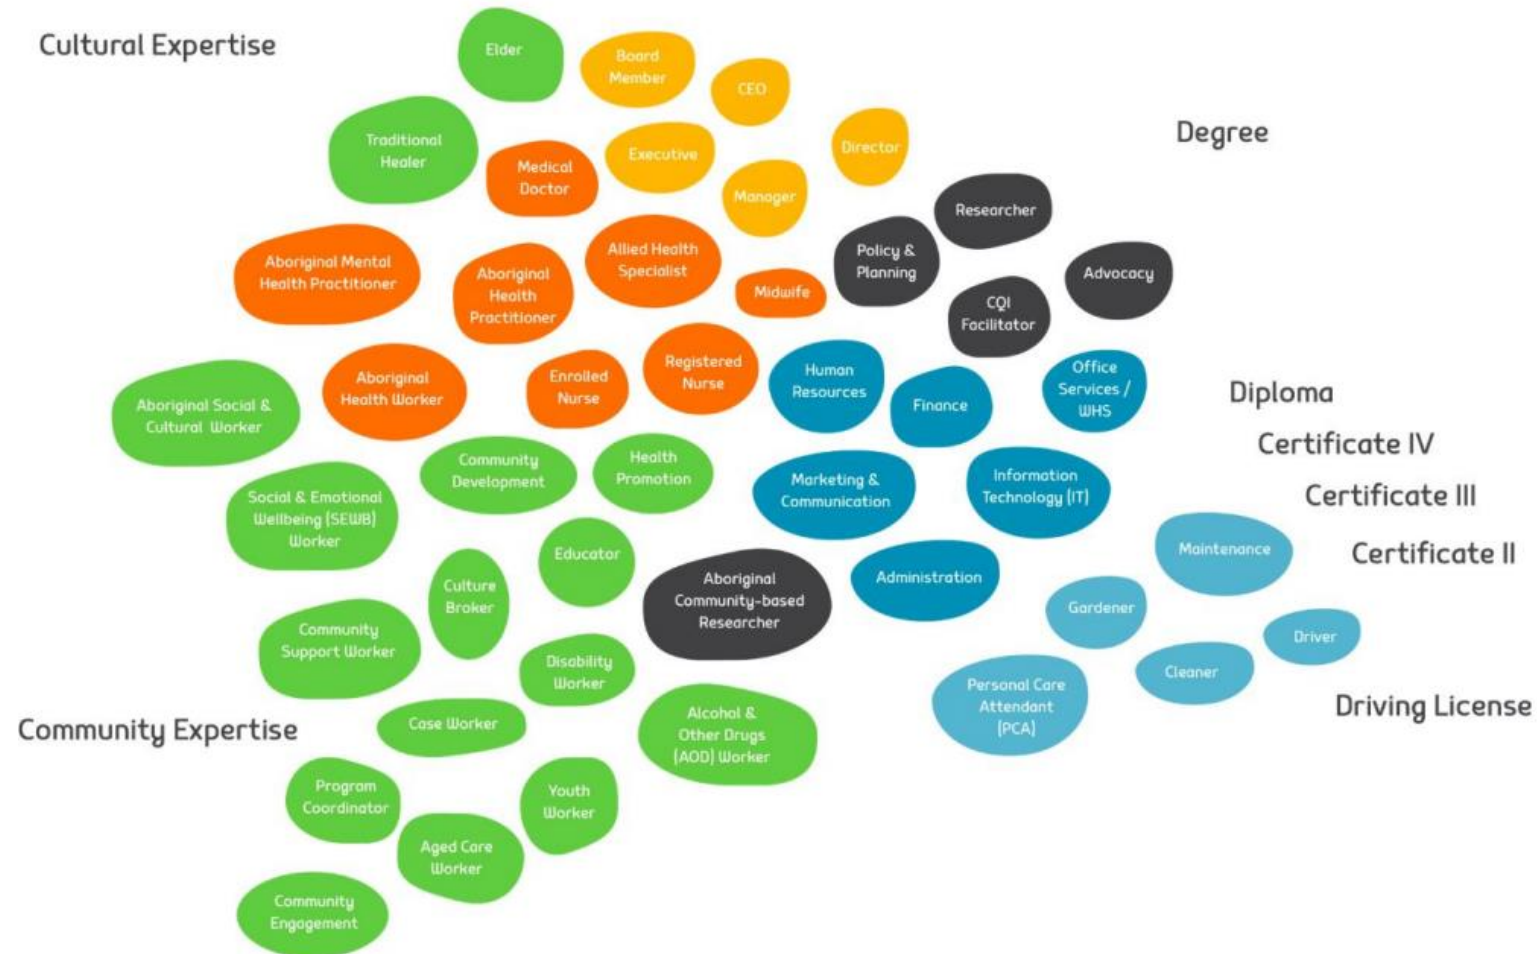 Cultural Expertise
Elder
Board
Member
CEO
Degree
Traditional
Healer
Medical
Doctor
Executive
Director
Manager
Researcher
Aboriginal Mental
Health Practitioner
Aboriginal
Health
Practitioner
Allied Health
Specialist
Midwife
Policy &
Planning
CQI
Facilitator
Advocacy
Aboriginal Social &
Cultural Worker
Aboriginal
Health Worker
Enrolled
Nurse
Registered
Nurse
Human
Resources
Finance
Office
Services /
WHS
Diploma
Certificate IV
Social & Emotional
Wellbeing (SEWB)
Worker
Community
Development
Health
Promotion
Marketing &
Communication
Information
Technology (IT)
Certificate III
Culture
Broker
Educator
Aboriginal
Community-based
Researcher
Administration
Maintenance
Certificate II
Community
Support Worker
Disability
Worker
Gardener
Driver
Cleaner
Personal Care
Attendant
(PCA)
Driving License
Community Expertise
Case Worker
Alcohol &
Other Drugs
(AOD) Worker
Program
Coordinator
Youth
Worker
Aged Care
Worker
Community
Engagement